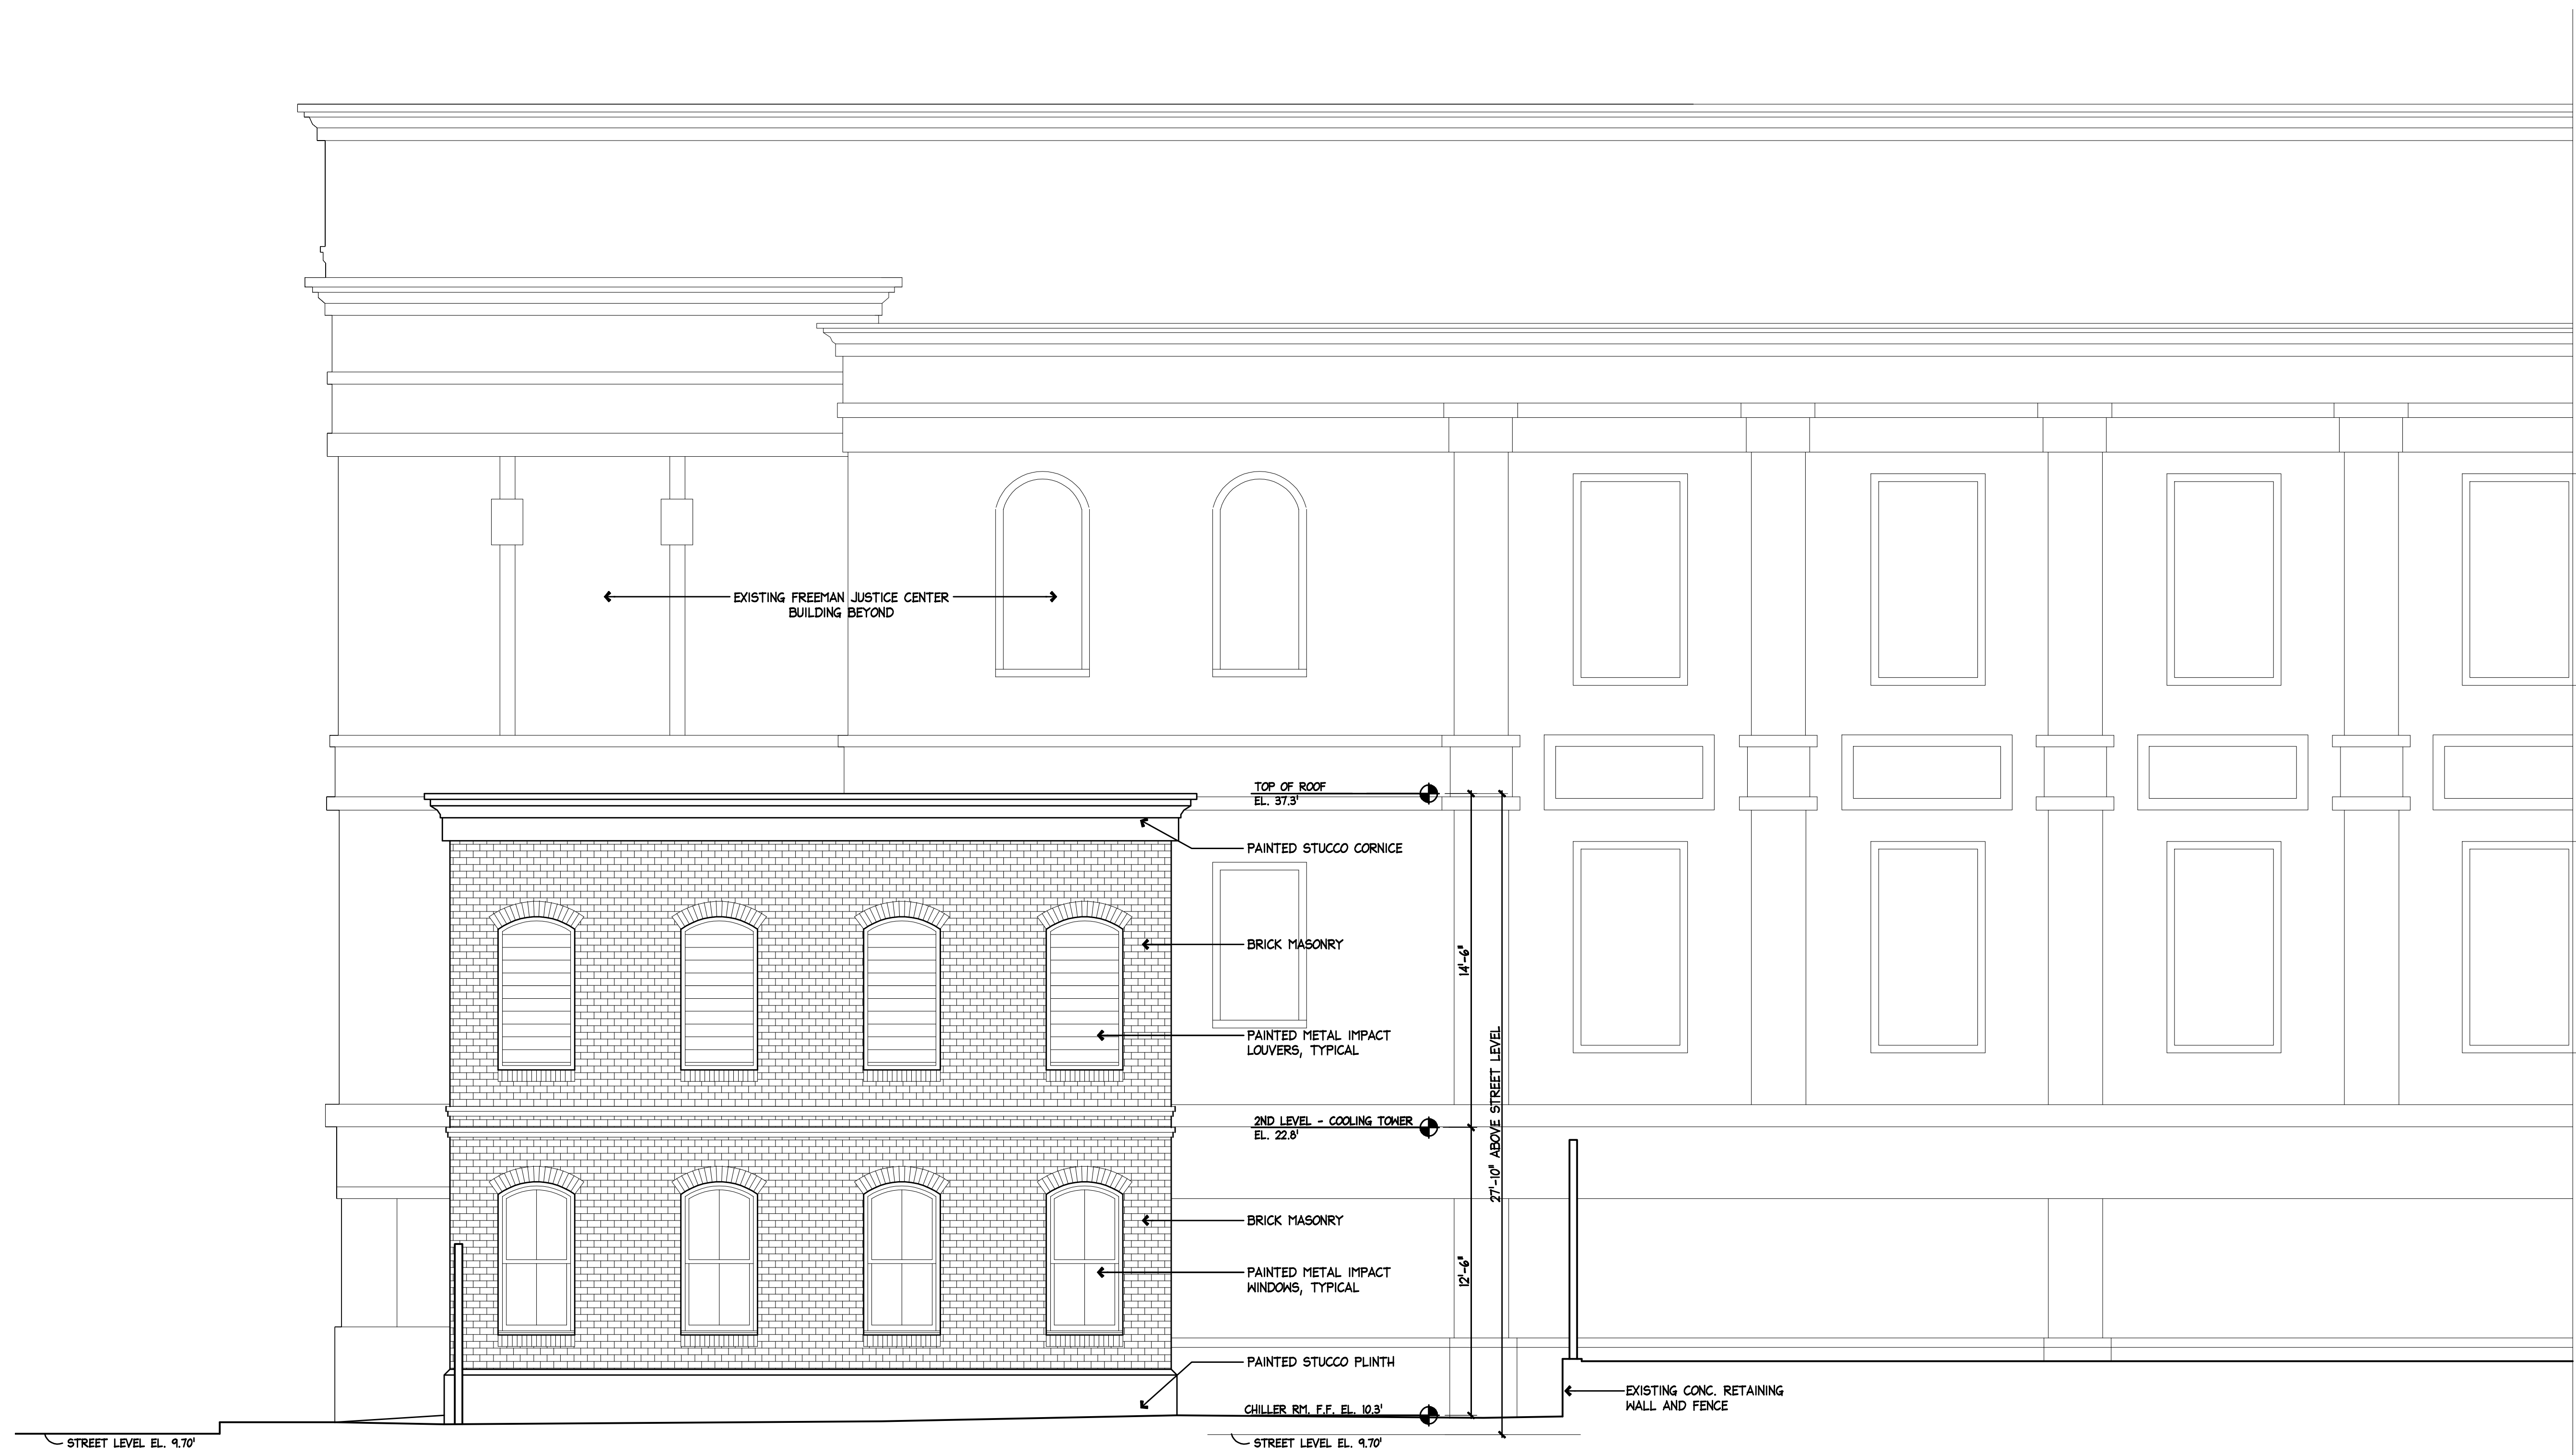 EXISTING FREEMAN JUSTICE CENTER
BUILDING BEYOND
TOP OF ROOF
EL. 37.3'
PAINTED STUCCO CORNICE
BRICK MASONRY
14'-6"
PAINTED METAL IMPACT
LOUVERS, TYPICAL
27'-10" ABOVE STREET LEVEL
2ND LEVEL - COOLING TOWER
EL. 22.8'
BRICK MASONRY
12'-6"
PAINTED METAL IMPACT
WINDOWS, TYPICAL
PAINTED STUCCO PLINTH
EXISTING CONC. RETAINING
WALL AND FENCE
CHILLER RM. F.F. EL. 10.3'
STREET LEVEL EL. 9.70'
STREET LEVEL EL. 9.70'